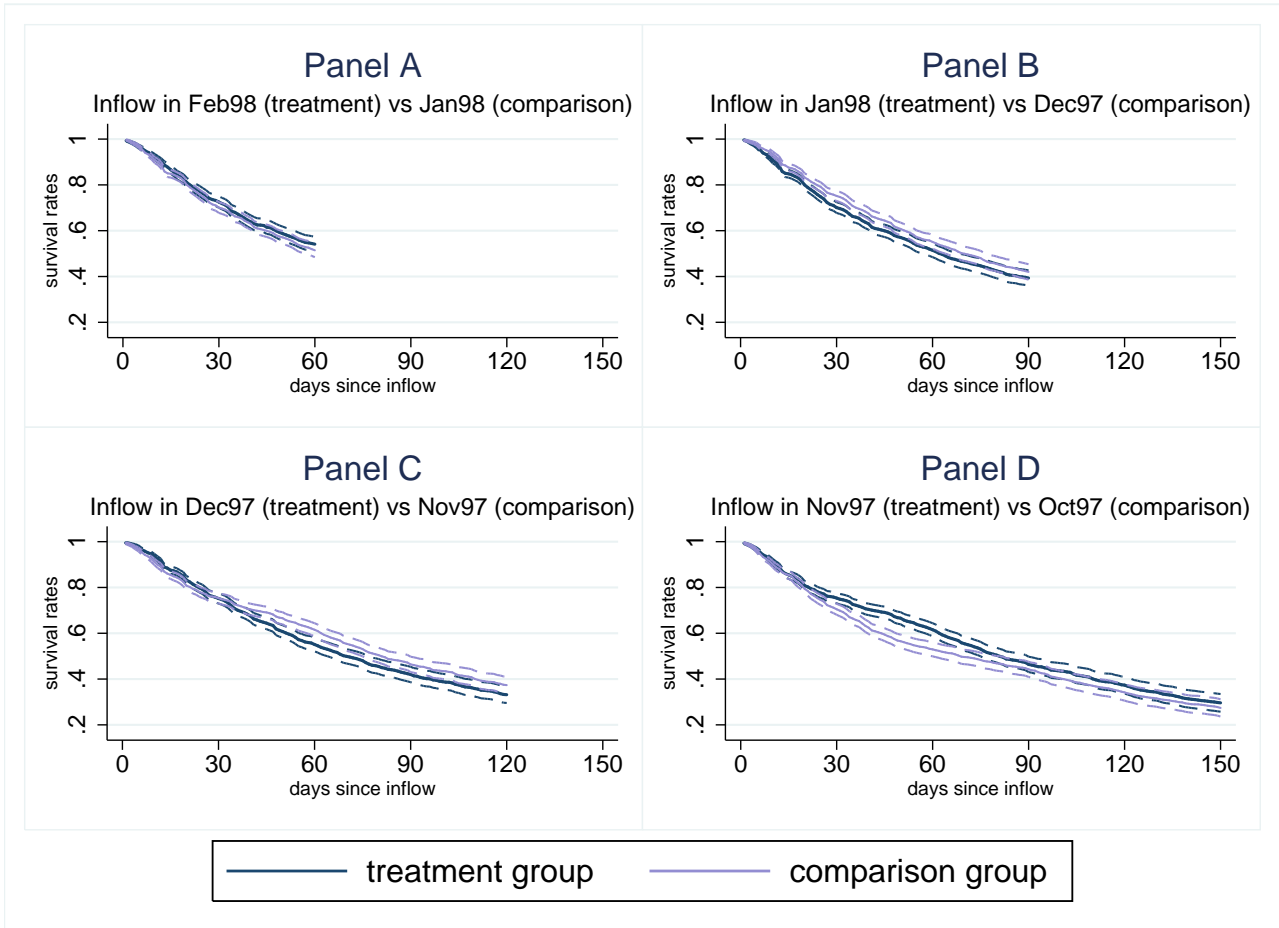 Panel A
Inflow in Feb98 (treatment) vs Jan98 (comparison)
survival rates
1
.8
.6
.4
.2
0 30 60 90 120 150
days since inflow
Panel B
Inflow in Jan98 (treatment) vs Dec97 (comparison)
survival rates
1
.8
.6
.4
.2
0 30 60 90 120 150
days since inflow
Panel C
Inflow in Dec97 (treatment) vs Nov97 (comparison)
survival rates
1
.8
.6
.4
.2
0 30 60 90 120 150
days since inflow
Panel D
Inflow in Nov97 (treatment) vs Oct97 (comparison)
survival rates
1
.8
.6
.4
.2
0 30 60 90 120 150
days since inflow
treatment group comparison group